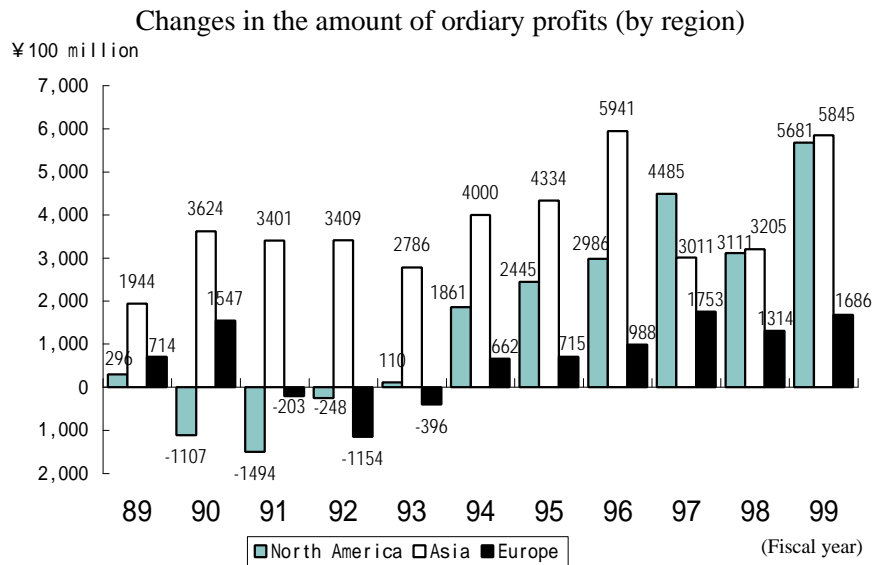 Changes in the amount of ordiary profits (by region)
¥100 million
7,000
6,000
5,000
4,000
3,000
2,000
1,000
0
1,000
2,000
296 1944 714
-1107 3624 1547
-1494 3401 -203
-248 3409 -1154
110 2786 -396
1861 4000 662
2445 4334 715
2986 5941 988
4485 3011 1753
3111 3205 1314
5681 5845 1686
89 90 91 92 93 94 95 96 97 98 99
(Fiscal year)
North America Asia Europe